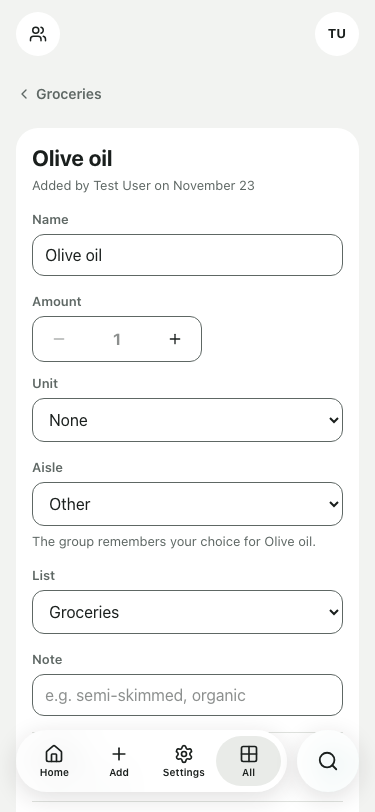 TU
Groceries
Olive oil
Added by Test User on November 23
Name
Olive oil
Amount
1
Unit
None
Aisle
Other
The group remembers your choice for Olive oil.
List
Groceries
Note
e.g. semi-skimmed, organic
Home
Add
Settings
All